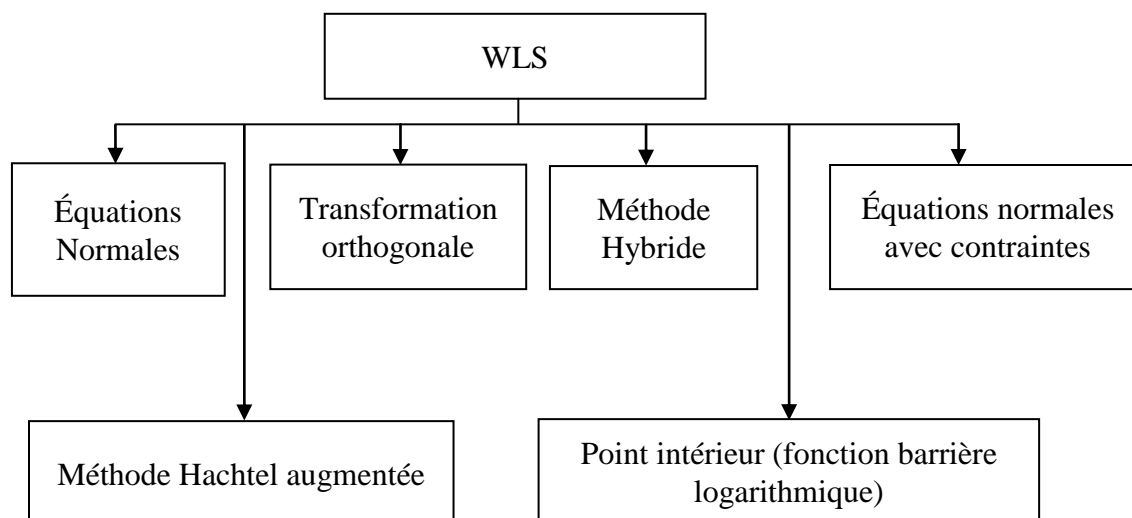 WLS
Équations
Normales
Transformation
orthogonale
Méthode
Hybride
Équations normales
avec contraintes
Méthode Hachtel augmentée
Point intérieur (fonction barrière
logarithmique)